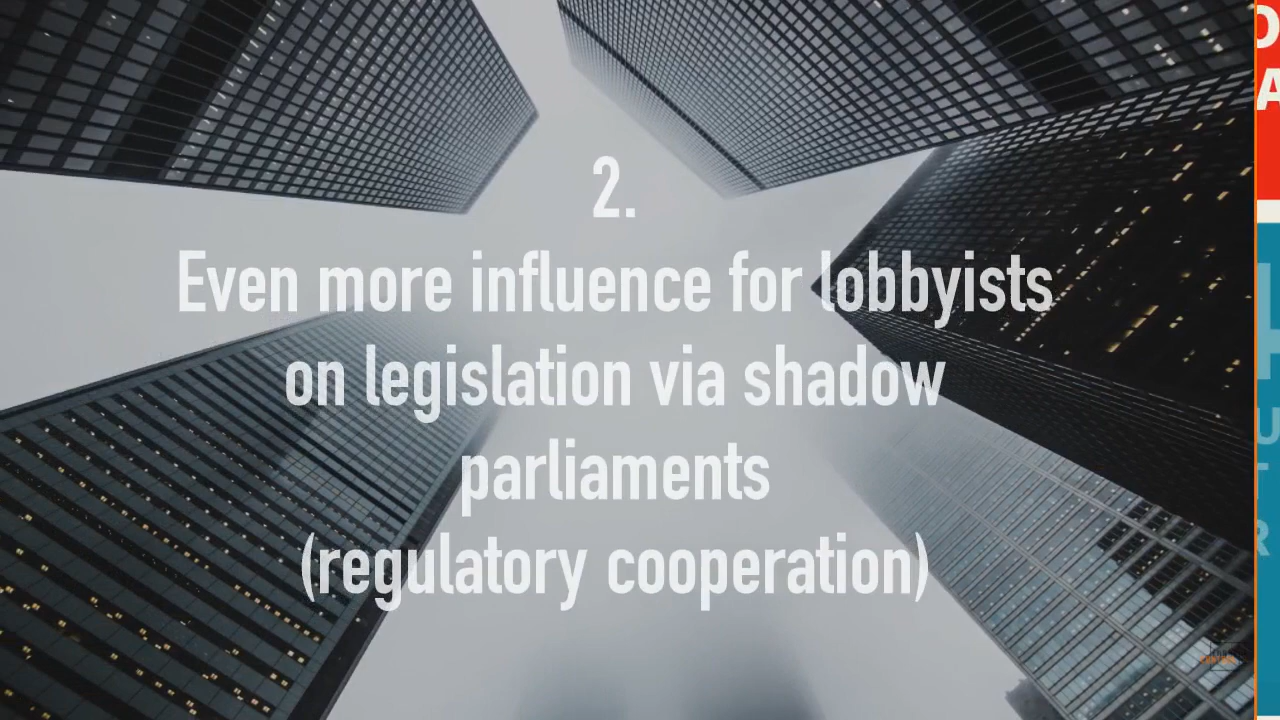 2.
Even more influence for lobbyists
on legislation via shadow
parliaments
(regulatory cooperation)